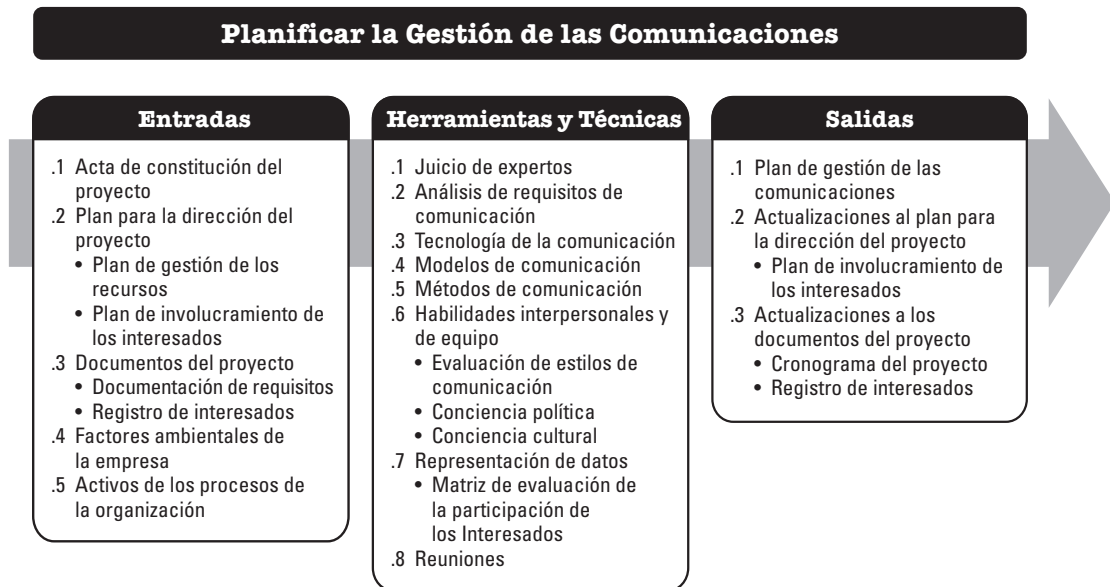 Planificar la Gestión de las Comunicaciones
Entradas
.1 Acta de constitución del
proyecto
.2 Plan para la dirección del
proyecto
• Plan de gestión de los
recursos
• Plan de involucramiento de
los interesados
.3 Documentos del proyecto
• Documentación de requisitos
• Registro de interesados
.4 Factores ambientales de
la empresa
.5 Activos de los procesos de
la organización
Herramientas y Técnicas
.1 Juicio de expertos
.2 Análisis de requisitos de
comunicación
.3 Tecnología de la comunicación
.4 Modelos de comunicación
.5 Métodos de comunicación
.6 Habilidades interpersonales y
de equipo
• Evaluación de estilos de
comunicación
• Conciencia política
• Conciencia cultural
.7 Representación de datos
• Matriz de evaluación de
la participación de
los Interesados
.8 Reuniones
Salidas
.1 Plan de gestión de las
comunicaciones
.2 Actualizaciones al plan para
la dirección del proyecto
• Plan de involucramiento de
los interesados
.3 Actualizaciones a los
documentos del proyecto
• Cronograma del proyecto
• Registro de interesados